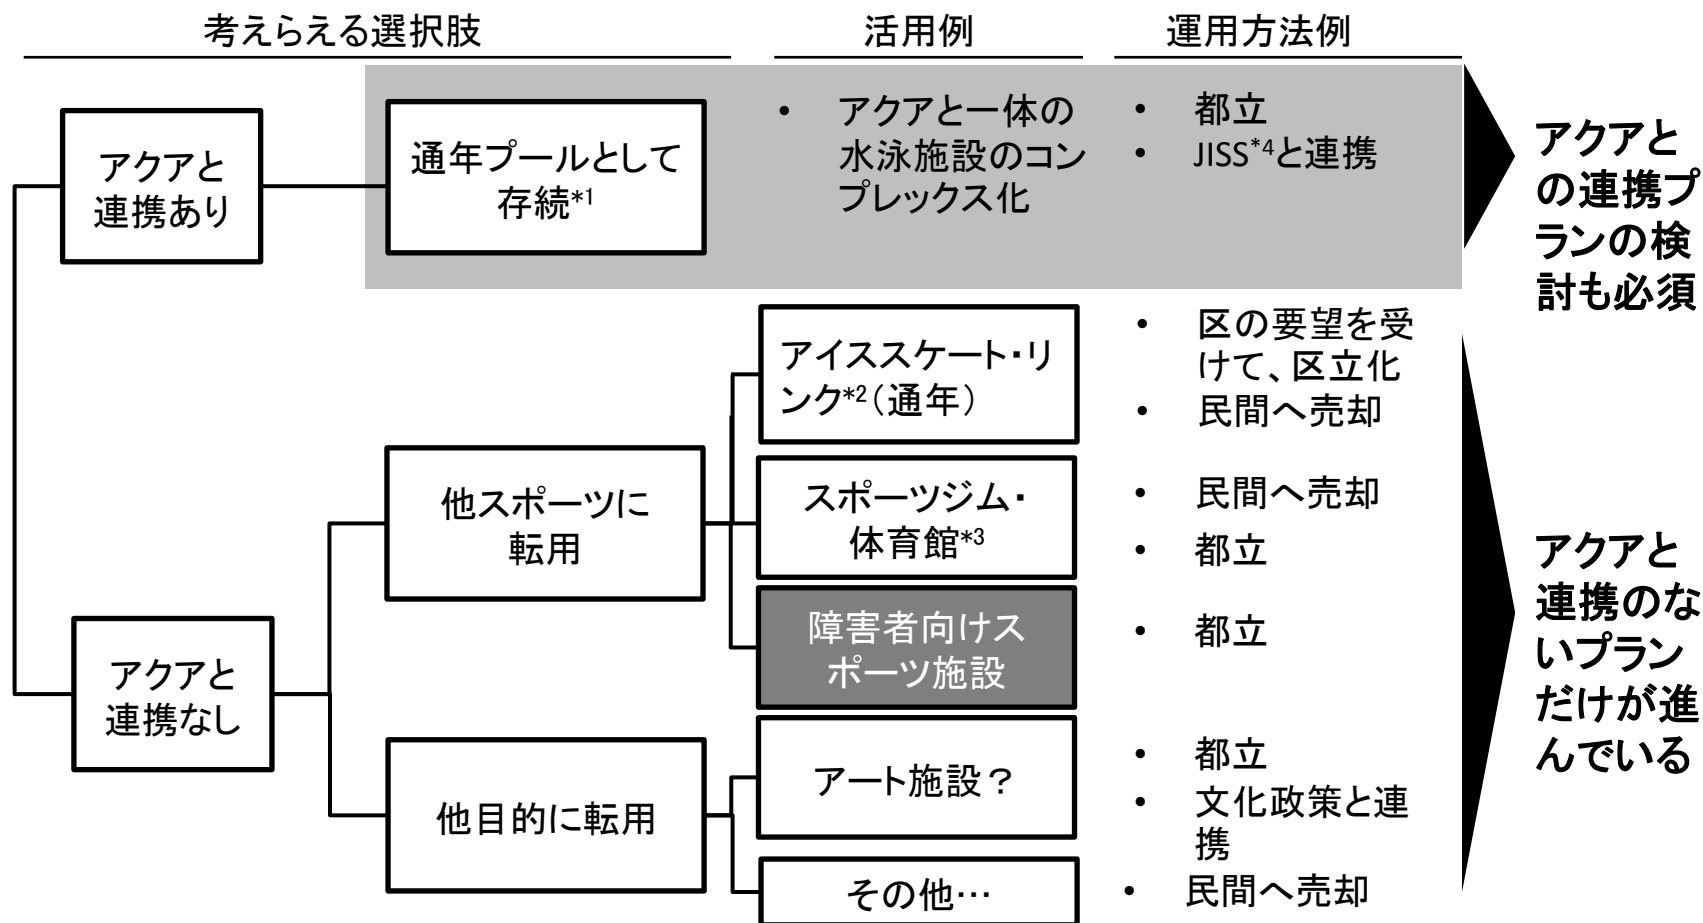 考えらえる選択肢
活用例
運用方法例
アクアと
連携あり
通年プールとして
存続*1
• アクアと一体の
水泳施設のコン
プレックス化
• 都立
• JISS*4と連携
アクアと
の連携プ
ランの検
討も必須
アクアと
連携なし
他スポーツに
転用
アイススケート・リ
ンク*2(通年)
• 区の要望を受
けて、区立化
• 民間へ売却
スポーツジム・
体育館*3
• 民間へ売却
• 都立
障害者向けス
ポーツ施設
• 都立
他目的に転用
アート施設？
• 都立
• 文化政策と連
携
その他…
• 民間へ売却
アクアと
連携のな
いプラン
だけが進
んでいる